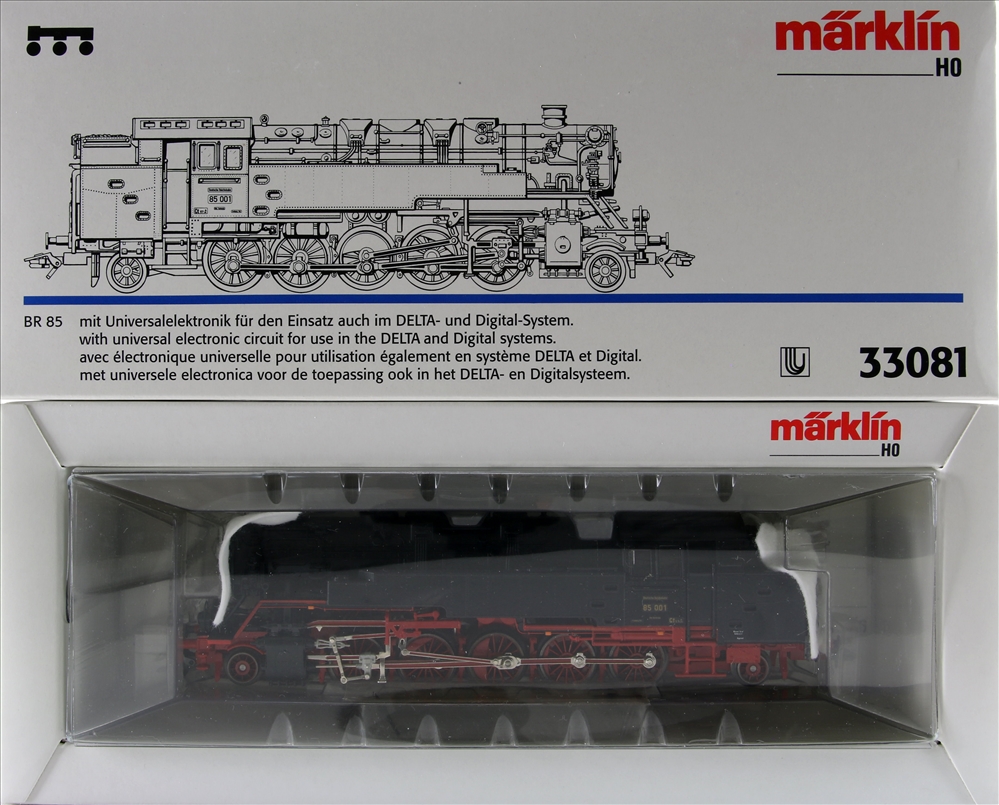 märklin
HO
85 001
BR 85 mit Universalelektronik für den Einsatz auch im DELTA- und Digital-System.
with universal electronic circuit for use in the DELTA and Digital systems.
avec électronique universelle pour utilisation également en système DELTA et Digital.
met universele electronica voor de toepassing ook in het DELTA- en Digitalsysteem.
33081
märklin
HO
85 001